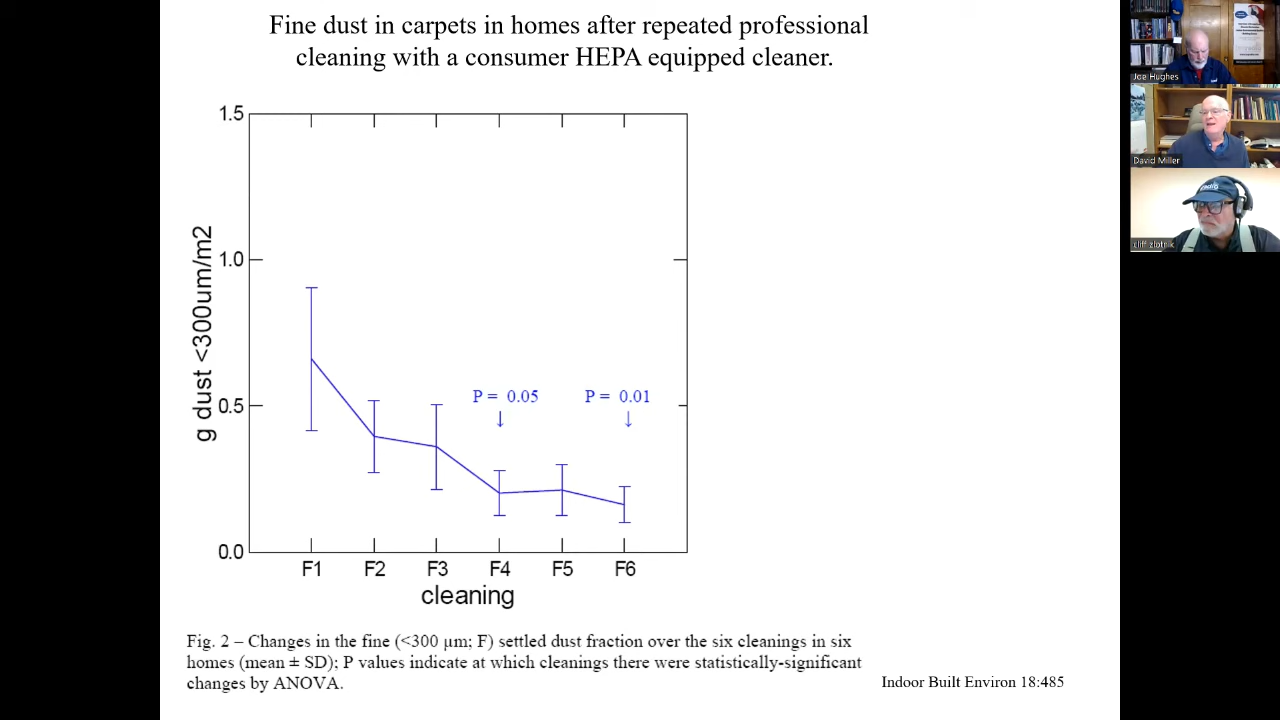 Fine dust in carpets in homes after repeated professional
cleaning with a consumer HEPA equipped cleaner.
1.5
1.0
0.5
0.0
g dust <300um/m2
P = 0.05
↓
P = 0.01
↓
F1 F2 F3 F4 F5 F6
cleaning
Fig. 2 – Changes in the fine (<300 µm; F) settled dust fraction over the six cleanings in six
homes (mean ± SD); P values indicate at which cleanings there were statistically-significant
changes by ANOVA.
Indoor Built Environ 18:485
Joe Hughes
David Miller
cliff zlotnik